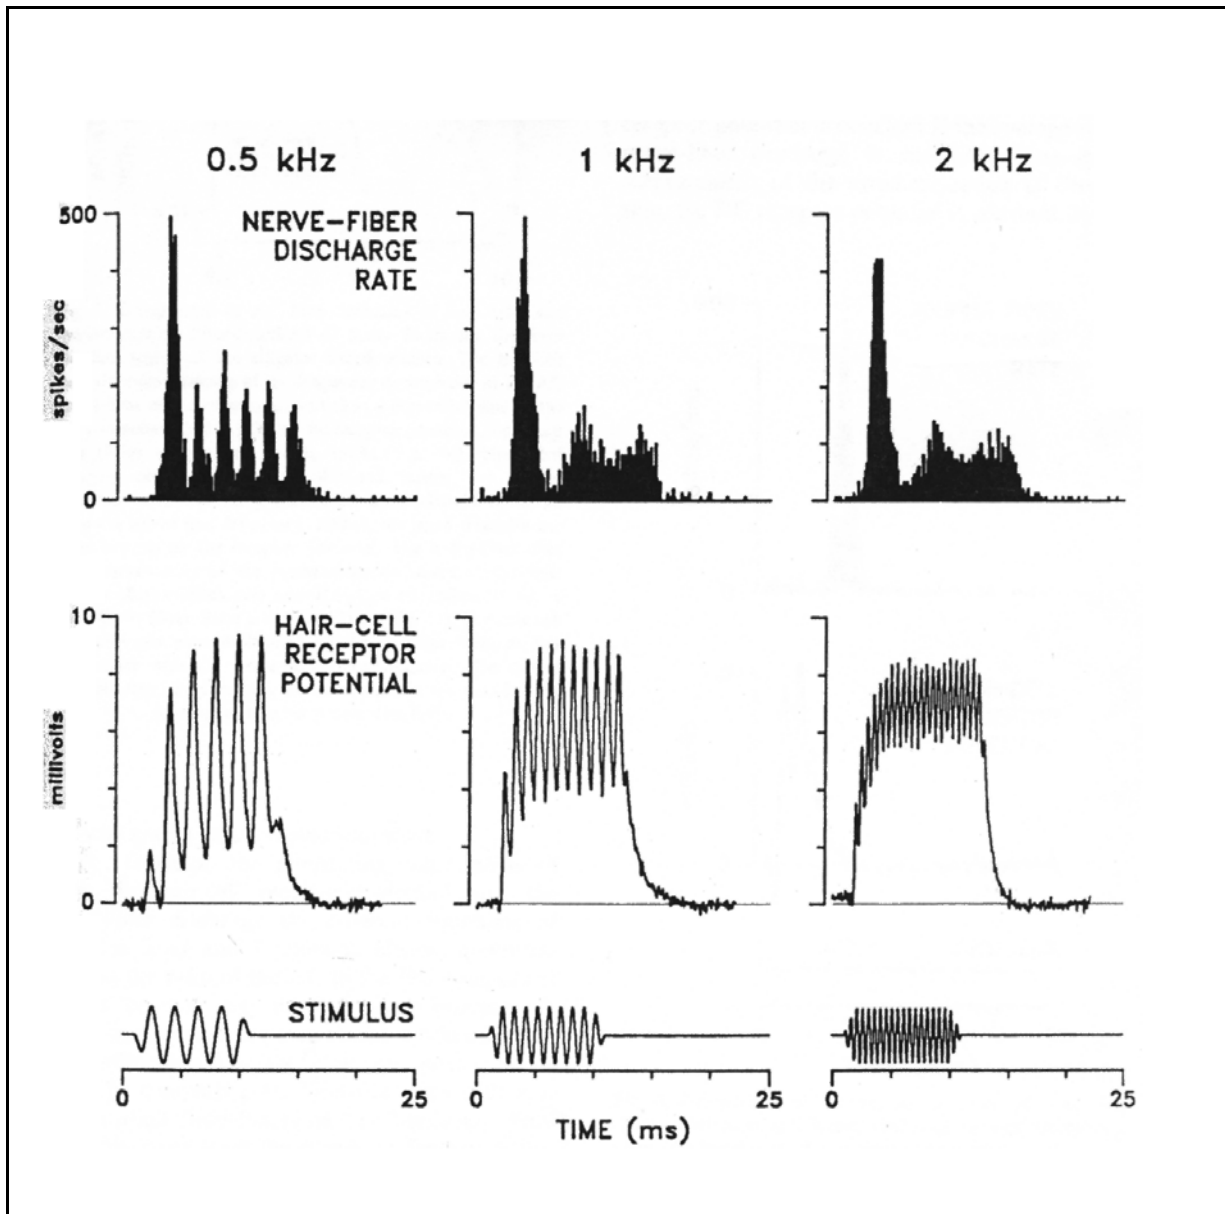 0.5 kHz
1 kHz
2 kHz
500
0
spikes/sec
NERVE-FIBER
DISCHARGE
RATE
10
0
millivolts
HAIR-CELL
RECEPTOR
POTENTIAL
STIMULUS
0
25
0
25
0
25
TIME (ms)